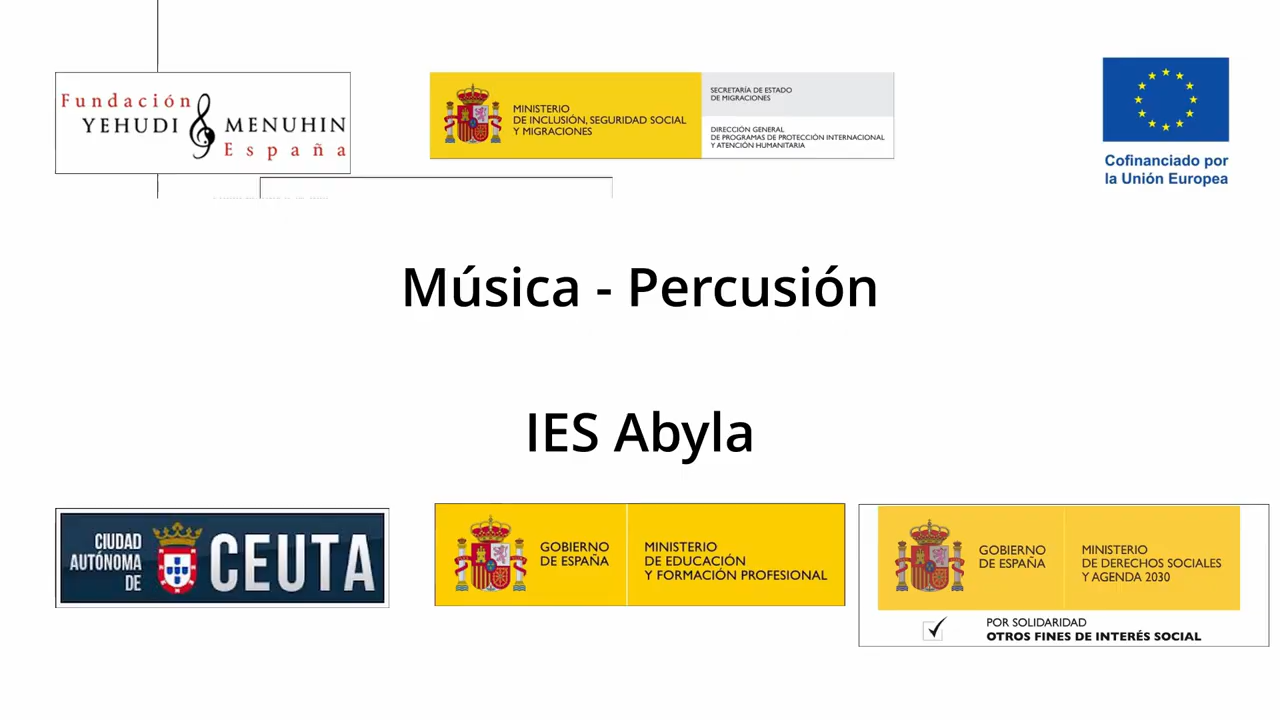 Fundación
YEHUDI MENUHIN
España
MINISTERIO
DE INCLUSIÓN, SEGURIDAD SOCIAL
Y MIGRACIONES
SECRETARÍA DE ESTADO
DE MIGRACIONES
DIRECCIÓN GENERAL
DE PROGRAMAS DE PROTECCIÓN INTERNACIONAL
Y ATENCIÓN HUMANITARIA
Cofinanciado por
la Unión Europea
Música - Percusión
IES Abyla
CIUDAD
AUTÓNOMA
DE
CEUTA
GOBIERNO
DE ESPAÑA
MINISTERIO
DE EDUCACIÓN
Y FORMACIÓN PROFESIONAL
GOBIERNO
DE ESPAÑA
MINISTERIO
DE DERECHOS SOCIALES
Y AGENDA 2030
POR SOLIDARIDAD
OTROS FINES DE INTERÉS SOCIAL